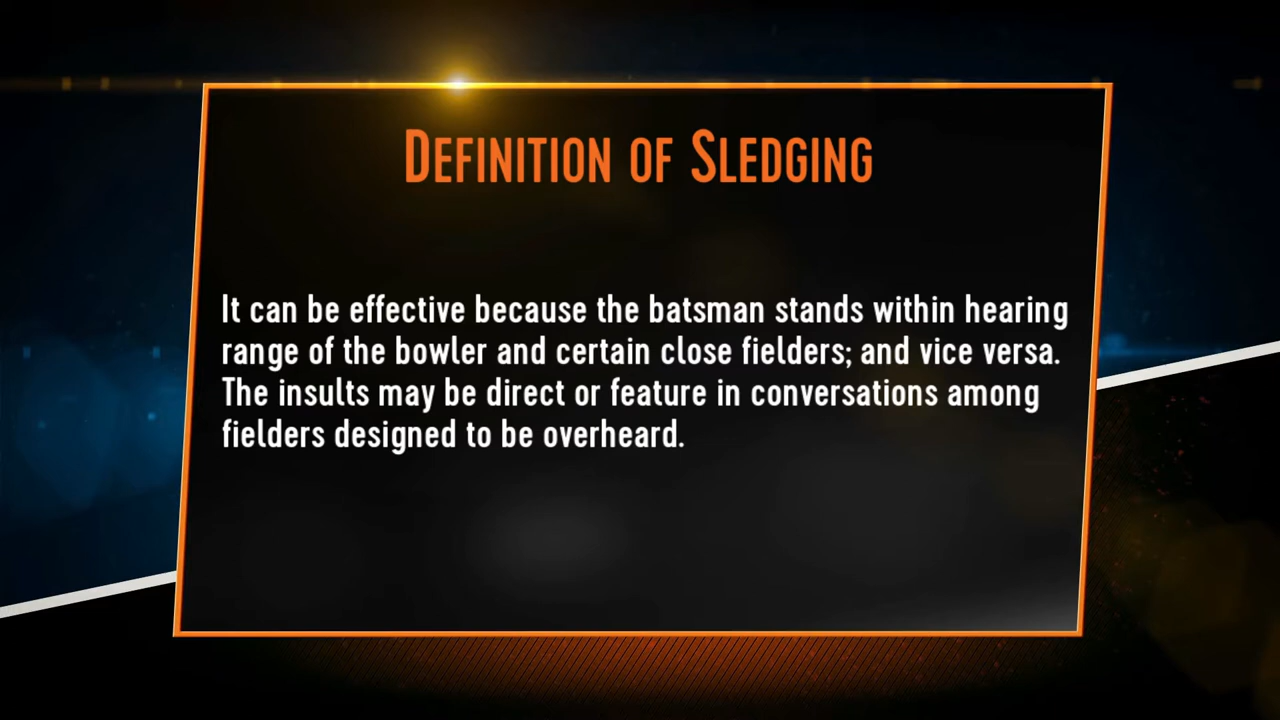 Definition of Sledging
It can be effective because the batsman stands within hearing
range of the bowler and certain close fielders; and vice versa.
The insults may be direct or feature in conversations among
fielders designed to be overheard.